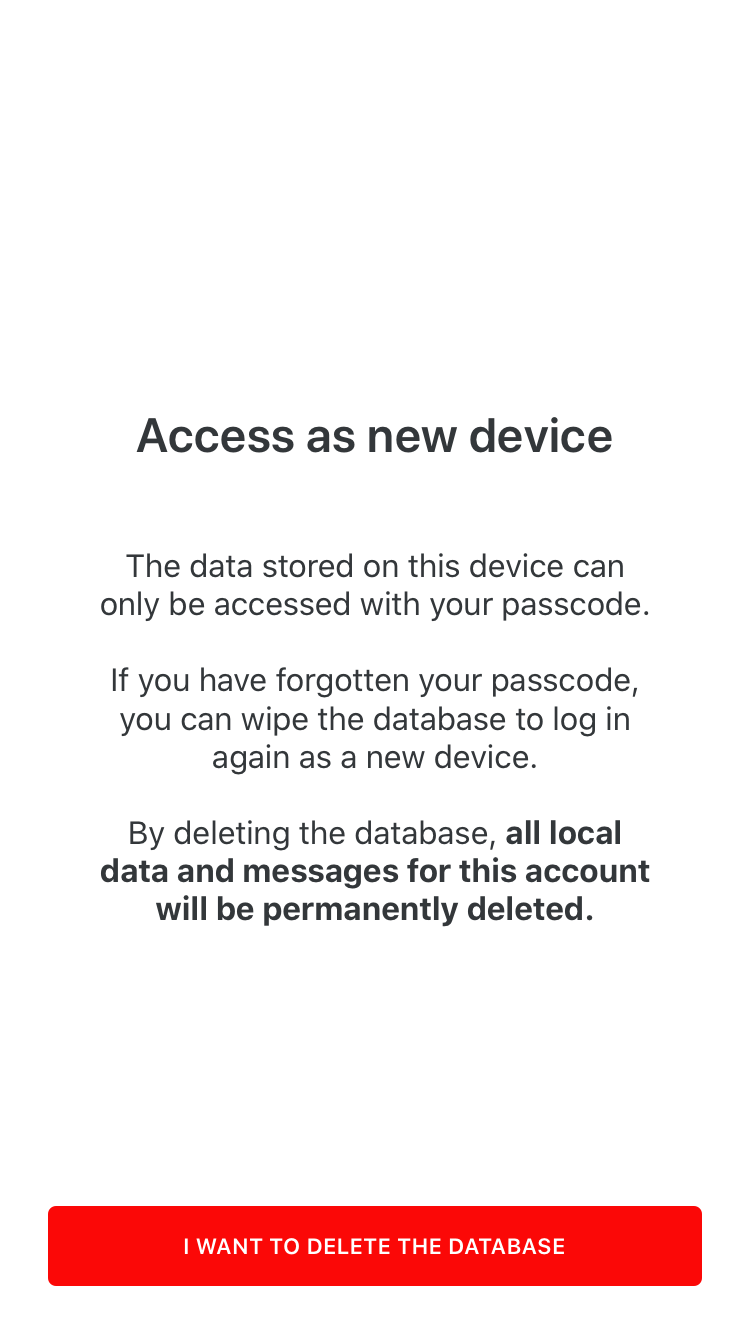 Access as new device
The data stored on this device can
only be accessed with your passcode.
If you have forgotten your passcode,
you can wipe the database to log in
again as a new device.
By deleting the database, all local
data and messages for this account
will be permanently deleted.
I WANT TO DELETE THE DATABASE